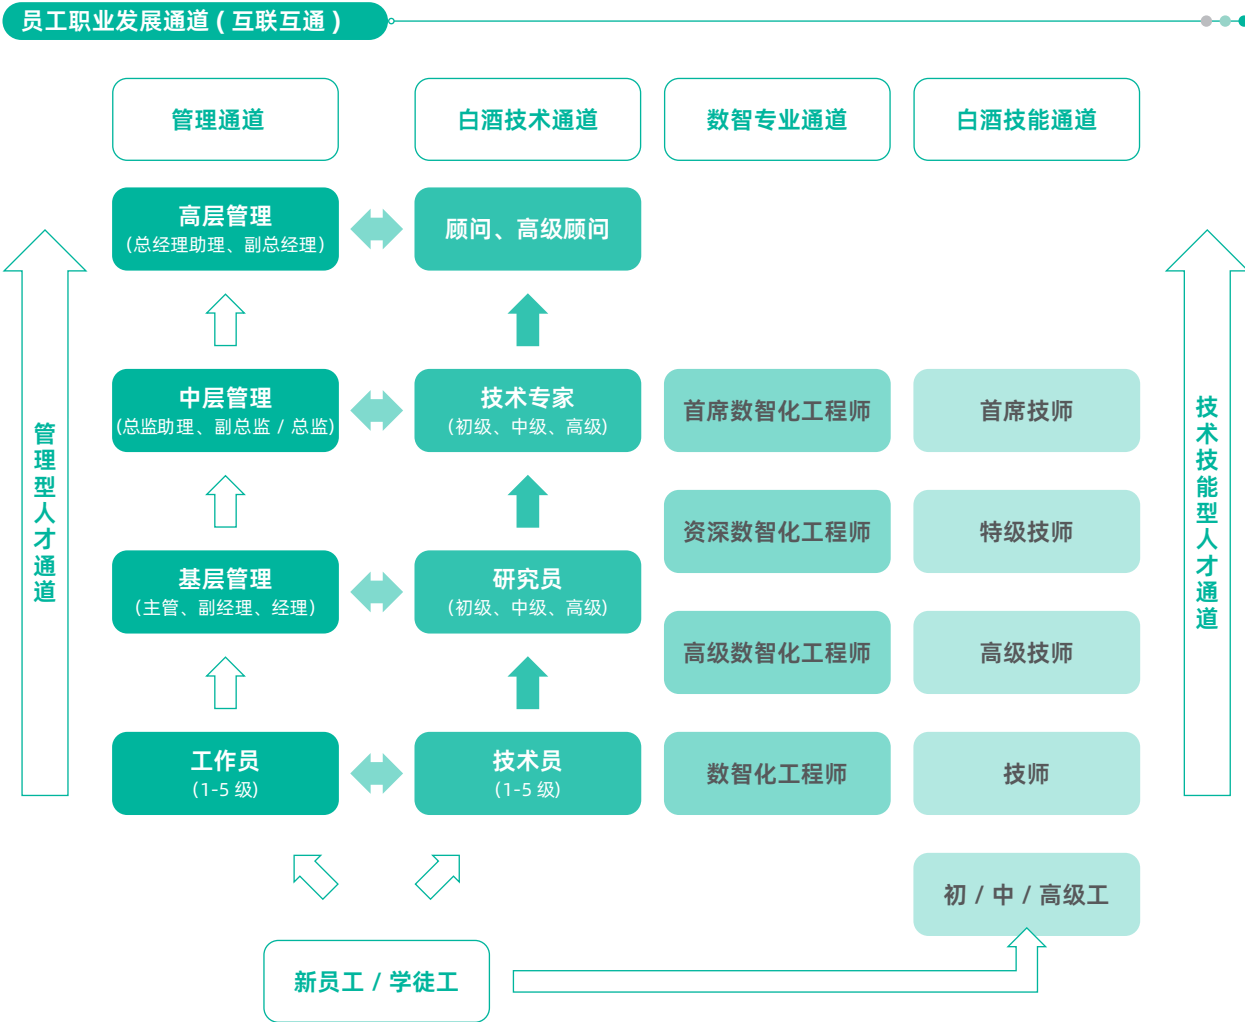 员工职业发展通道 ( 互联互通 )
管理通道
白酒技术通道
数智专业通道
白酒技能通道
高层管理
(总经理助理、副总经理)
顾问、高级顾问
中层管理
(总监助理、副总监 / 总监)
技术专家
(初级、中级、高级)
首席数智化工程师
首席技师
资深数智化工程师
特级技师
基层管理
(主管、副经理、经理)
研究员
(初级、中级、高级)
高级数智化工程师
高级技师
工作员
(1-5 级)
技术员
(1-5 级)
数智化工程师
技师
初 / 中 / 高级工
新员工 / 学徒工
管理型人才通道
技术技能型人才通道